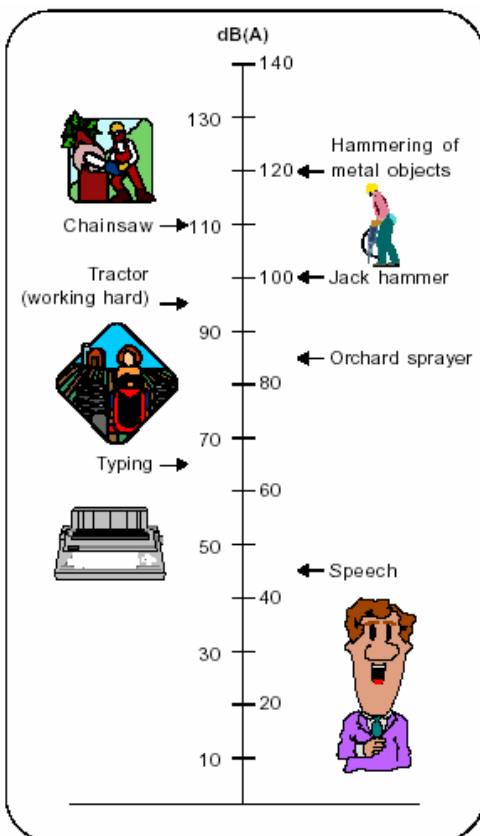 dB(A)
140
130
Hammering of
metal objects
120
Chainsaw
110
Tractor
(working hard)
100
Jack hammer
90
Orchard sprayer
80
70
Typing
60
50
Speech
40
30
20
10